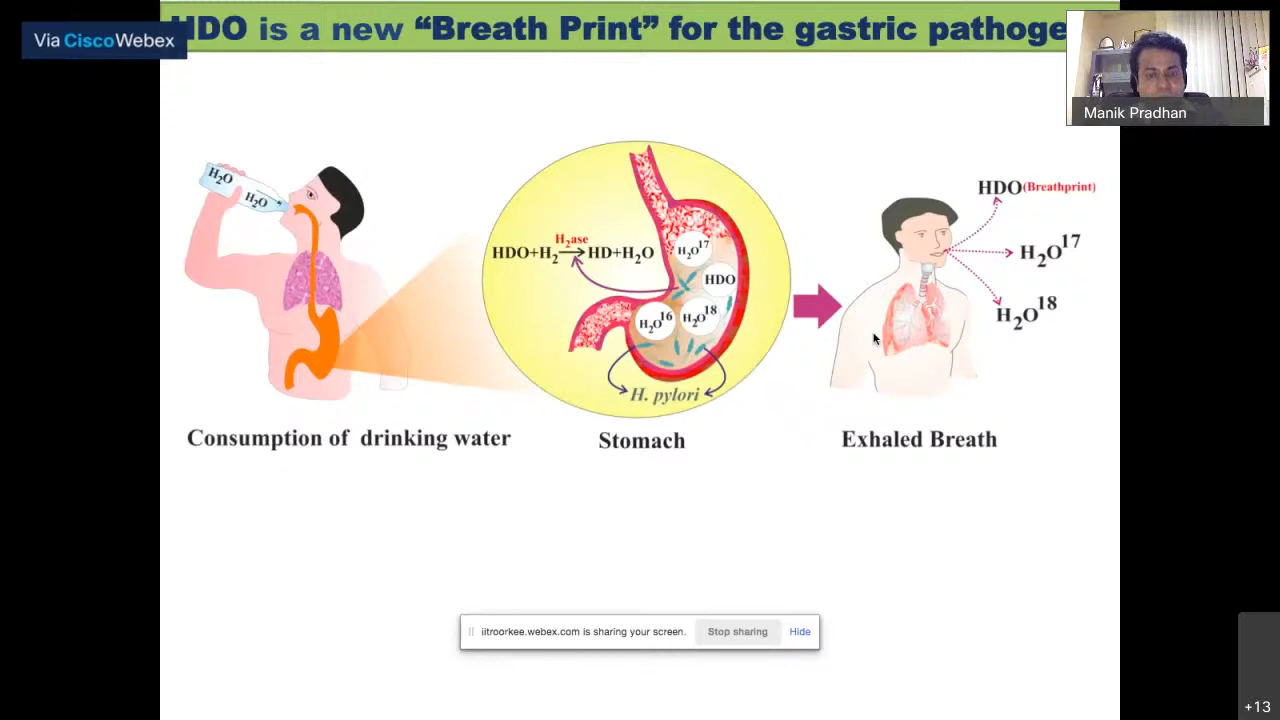 HDO is a new “Breath Print” for the gastric pathoge
Via CiscoWebex
Manik Pradhan
H₂O
H₂O
HDO+H₂→HD+H₂O
H₂ase
H₂O¹⁷
HDO
H₂O¹⁶
H₂O¹⁸
H. pylori
HDO(Breathprint)
H₂O¹⁷
H₂O¹⁸
Consumption of drinking water
Stomach
Exhaled Breath
iitroorkee.webex.com is sharing your screen.
Stop sharing
Hide
+13